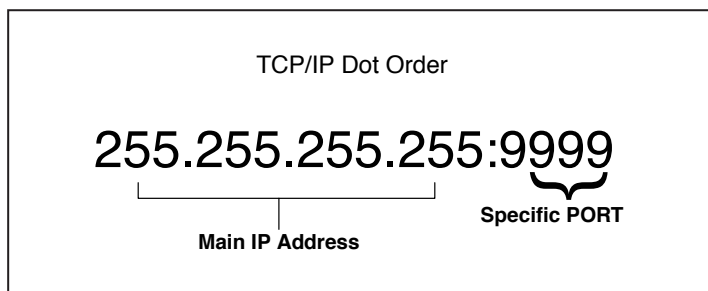 TCP/IP Dot Order
255.255.255.255:9999
Specific PORT
Main IP Address